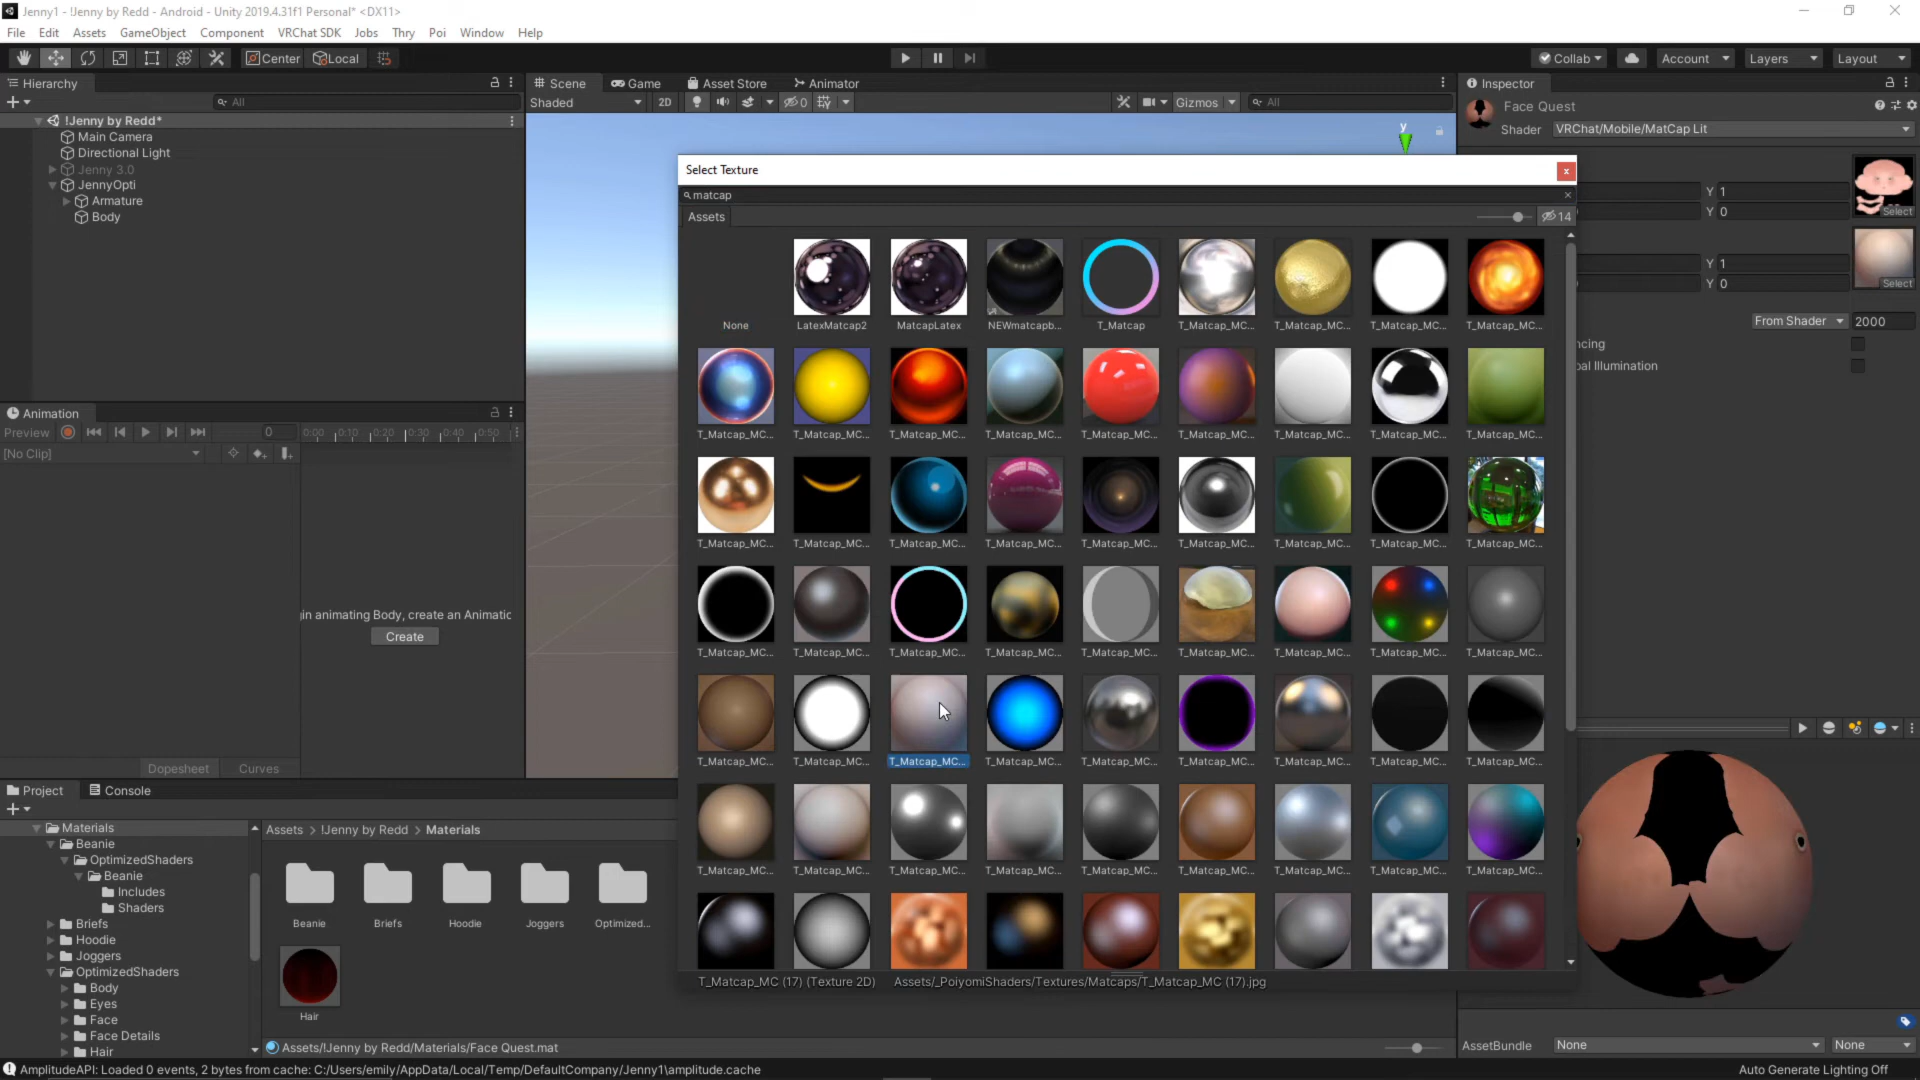 Jenny1 - !Jenny by Redd - Android - Unity 2019.4.31f1 Personal* <DX11>
File Edit Assets GameObject Component VRChat SDK Jobs Thry Poi Window Help
Center Local Collab Account Layers Layout
Hierarchy
All
!Jenny by Redd*
Main Camera
Directional Light
Jenny 3.0
JennyOpti
Armature
Body
Scene Game Asset Store Animator
Shaded 2D 0 Gizmos All
y
Inspector
Face Quest
Shader VRChat/Mobile/MatCap Lit
Y 1
Y 0
Select
Y 1
Y 0
Select
From Shader 2000
ncing
bal Illumination
Select Texture
x
matcap
Assets 14
None LatexMatcap2 MatcapLatex NEWmatcapb... T_Matcap T_Matcap_MC... T_Matcap_MC... T_Matcap_MC... T_Matcap_MC...
T_Matcap_MC... T_Matcap_MC... T_Matcap_MC... T_Matcap_MC... T_Matcap_MC... T_Matcap_MC... T_Matcap_MC... T_Matcap_MC... T_Matcap_MC...
T_Matcap_MC... T_Matcap_MC... T_Matcap_MC... T_Matcap_MC... T_Matcap_MC... T_Matcap_MC... T_Matcap_MC... T_Matcap_MC... T_Matcap_MC...
T_Matcap_MC... T_Matcap_MC... T_Matcap_MC... T_Matcap_MC... T_Matcap_MC... T_Matcap_MC... T_Matcap_MC... T_Matcap_MC... T_Matcap_MC...
T_Matcap_MC... T_Matcap_MC... T_Matcap_MC... T_Matcap_MC... T_Matcap_MC... T_Matcap_MC... T_Matcap_MC... T_Matcap_MC... T_Matcap_MC...
T_Matcap_MC... T_Matcap_MC... T_Matcap_MC... T_Matcap_MC... T_Matcap_MC... T_Matcap_MC... T_Matcap_MC... T_Matcap_MC... T_Matcap_MC...
T_Matcap_MC (17) (Texture 2D) Assets/_PoiyomiShaders/Textures/Matcaps/T_Matcap_MC (17).jpg
Animation
Preview 0 0:00 0:10 0:20 0:30 0:40 0:50
[No Clip]
in animating Body, create an Animatic
Create
Dopesheet Curves
Project Console
Materials
Beanie
OptimizedShaders
Beanie
Includes
Shaders
Briefs
Hoodie
Joggers
OptimizedShaders
Body
Eyes
Face
Face Details
Hair
Assets > !Jenny by Redd > Materials
Beanie Briefs Hoodie Joggers Optimized...
Hair
Assets/!Jenny by Redd/Materials/Face Quest.mat
AssetBundle None None
AmplitudeAPI: Loaded 0 events, 2 bytes from cache: C:/Users/emily/AppData/Local/Temp/DefaultCompany/Jenny1\amplitude.cache
Auto Generate Lighting Off